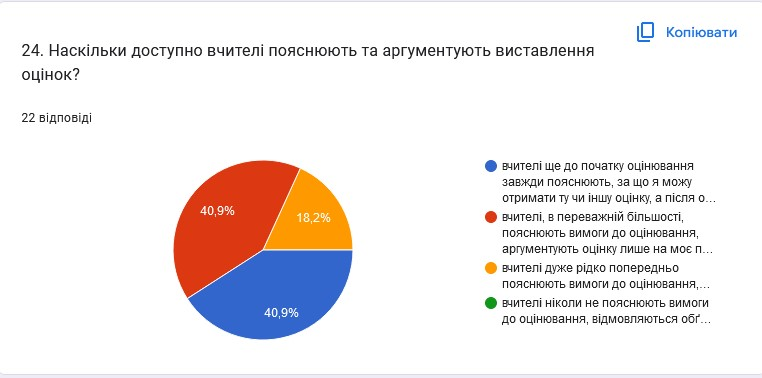 Копіювати
24. Наскільки доступно вчителі пояснюють та аргументують виставлення
оцінок?
22 відповіді
40,9%
18,2%
40,9%
вчителі ще до початку оцінювання
завжди пояснюють, за що я можу
отримати ту чи іншу оцінку, а після о...
вчителі, в переважній більшості,
пояснюють вимоги до оцінювання,
аргументують оцінку лише на моє п...
вчителі дуже рідко попередньо
пояснюють вимоги до оцінювання,...
вчителі ніколи не пояснюють вимоги
до оцінювання, відмовляються обґ...